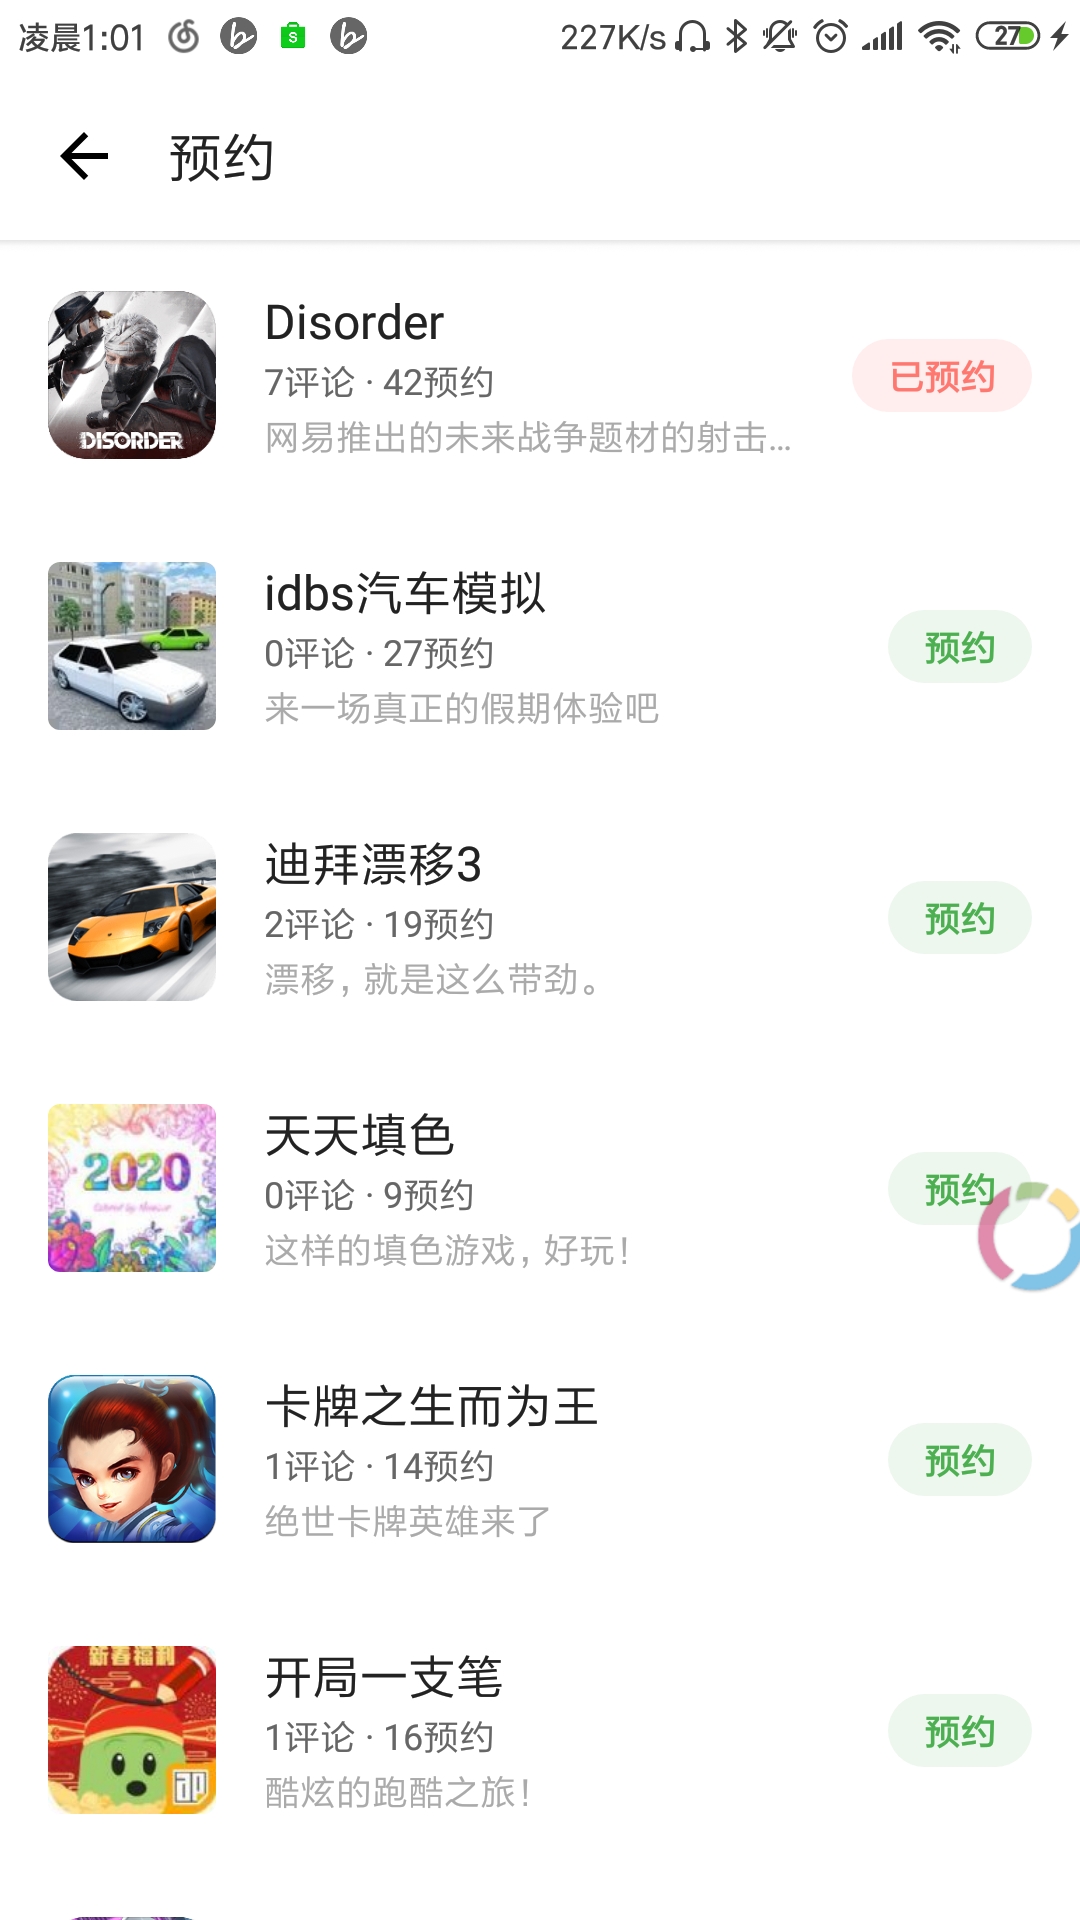 凌晨1:01
227K/s
27
预约
DISORDER
Disorder
7评论 · 42预约
网易推出的未来战争题材的射击...
已预约
idbs汽车模拟
0评论 · 27预约
来一场真正的假期体验吧
预约
迪拜漂移3
2评论 · 19预约
漂移，就是这么带劲。
预约
2020
天天填色
0评论 · 9预约
这样的填色游戏，好玩！
预约
卡牌之生而为王
1评论 · 14预约
绝世卡牌英雄来了
预约
新春福利
开局一支笔
1评论 · 16预约
酷炫的跑酷之旅！
预约